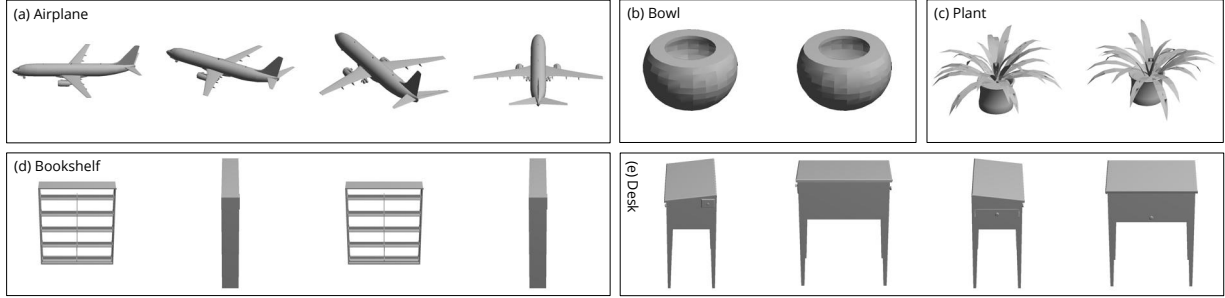 (a) Airplane
(b) Bowl
(c) Plant
(d) Bookshelf
(e) Desk